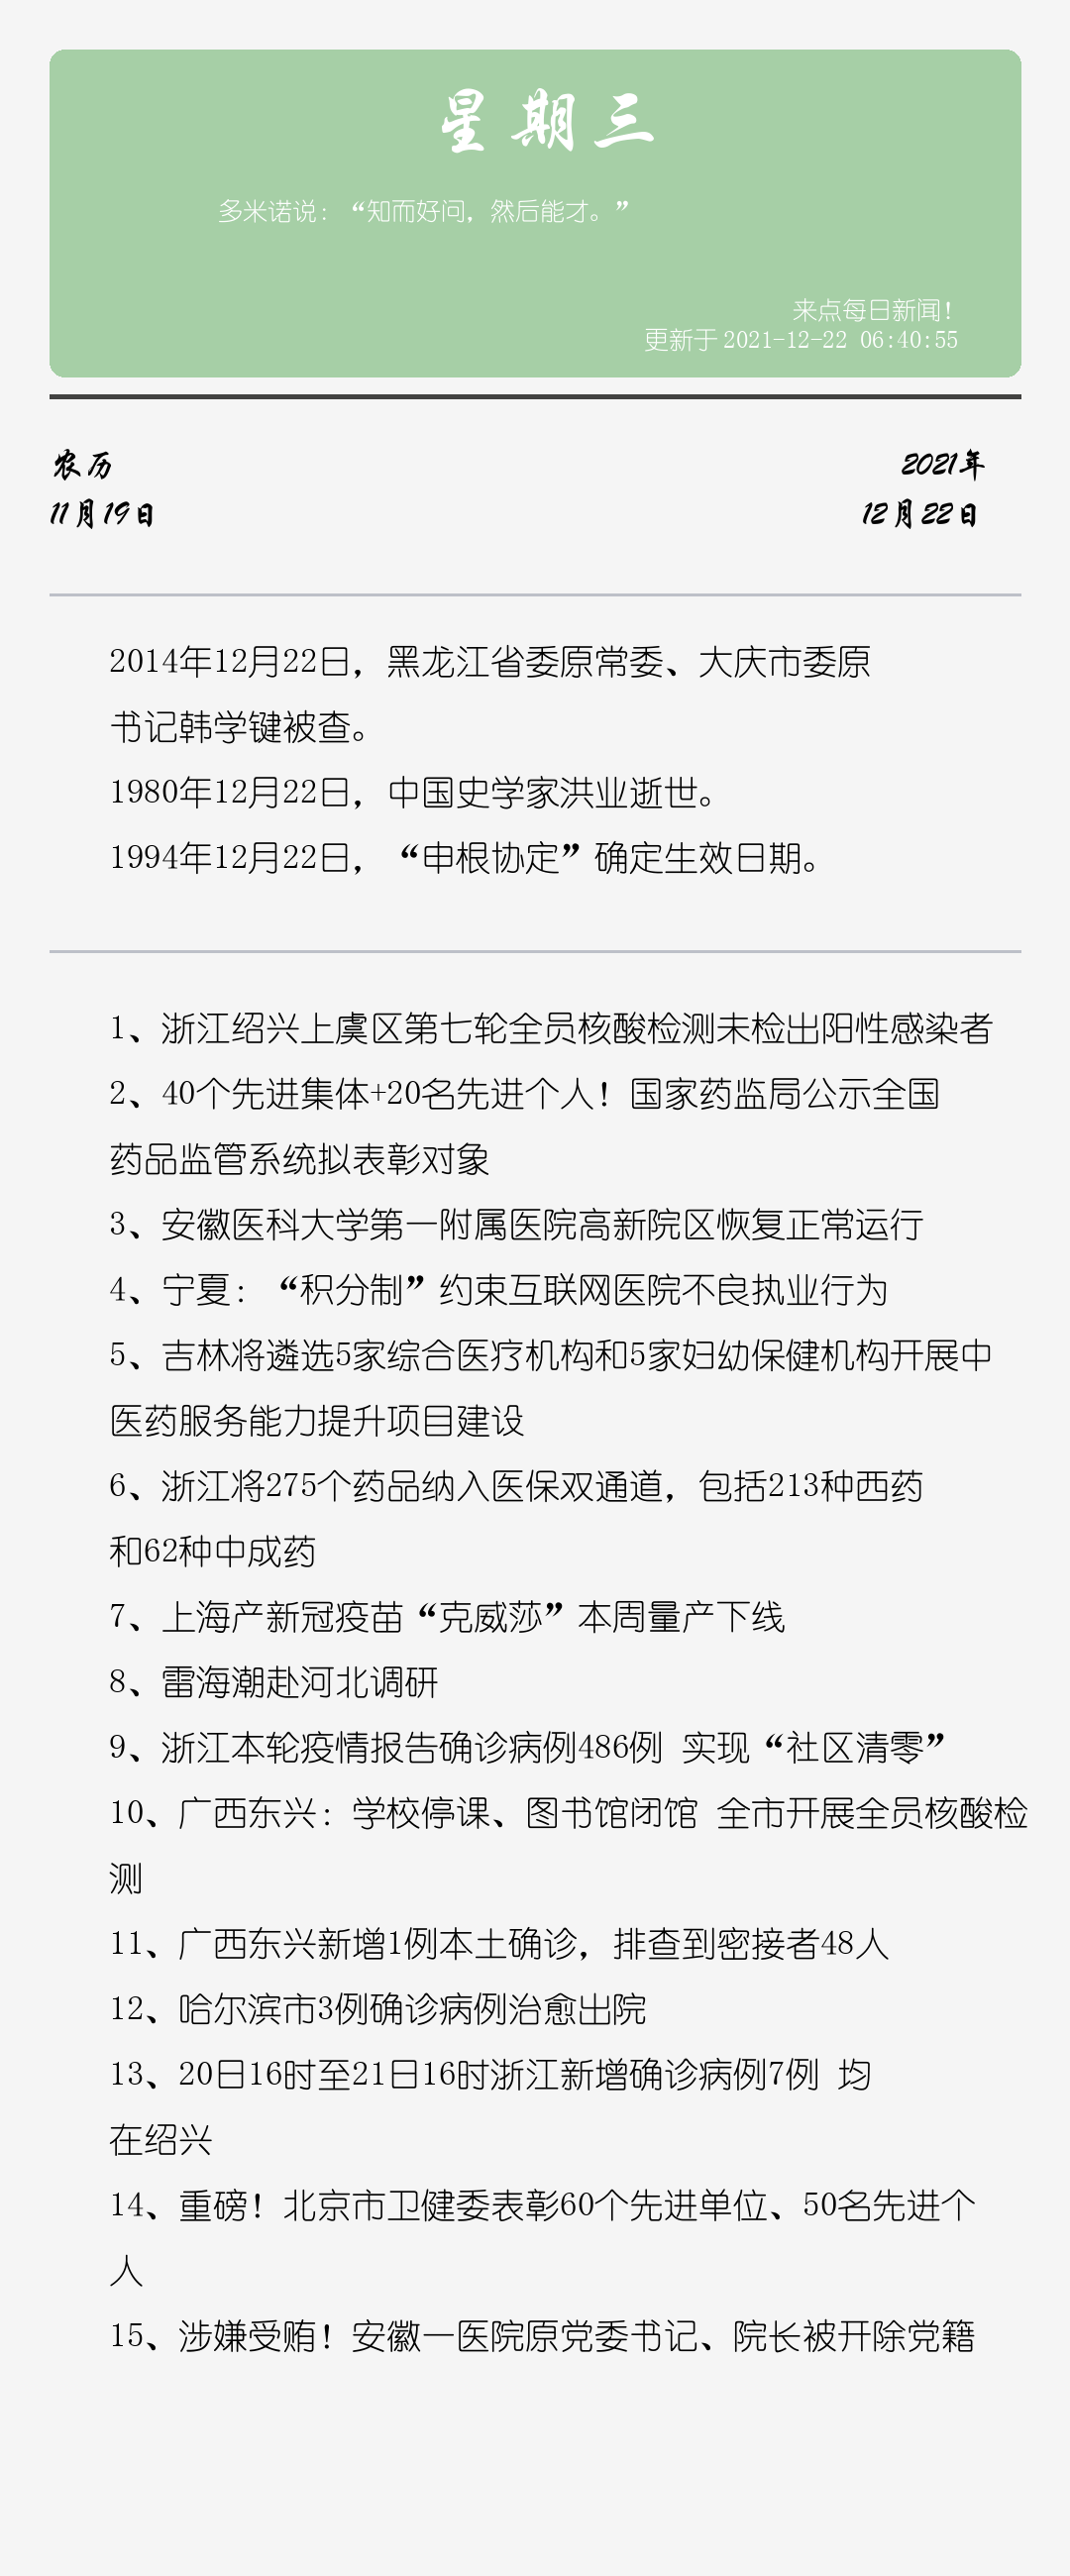 星期三
多米诺说：“知而好问，然后能才。”
来点每日新闻！
更新于2021-12-22 06:40:55
农历
2021年
11月19日
12月22日
2014年12月22日，黑龙江省委原常委、大庆市委原
书记韩学键被查。
1980年12月22日，中国史学家洪业逝世。
1994年12月22日，“申根协定”确定生效日期。
1、浙江绍兴上虞区第七轮全员核酸检测未检出阳性感染者
2、40个先进集体+20名先进个人！国家药监局公示全国
药品监管系统拟表彰对象
3、安徽医科大学第一附属医院高新院区恢复正常运行
4、宁夏：“积分制”约束互联网医院不良执业行为
5、吉林将遴选5家综合医疗机构和5家妇幼保健机构开展中
医药服务能力提升项目建设
6、浙江将275个药品纳入医保双通道，包括213种西药
和62种中成药
7、上海产新冠疫苗“克威莎”本周量产下线
8、雷海潮赴河北调研
9、浙江本轮疫情报告确诊病例486例 实现“社区清零”
10、广西东兴：学校停课、图书馆闭馆 全市开展全员核酸检
测
11、广西东兴新增1例本土确诊，排查到密接者48人
12、哈尔滨市3例确诊病例治愈出院
13、20日16时至21日16时浙江新增确诊病例7例 均
在绍兴
14、重磅！北京市卫健委表彰60个先进单位、50名先进个
人
15、涉嫌受贿！安徽一医院原党委书记、院长被开除党籍